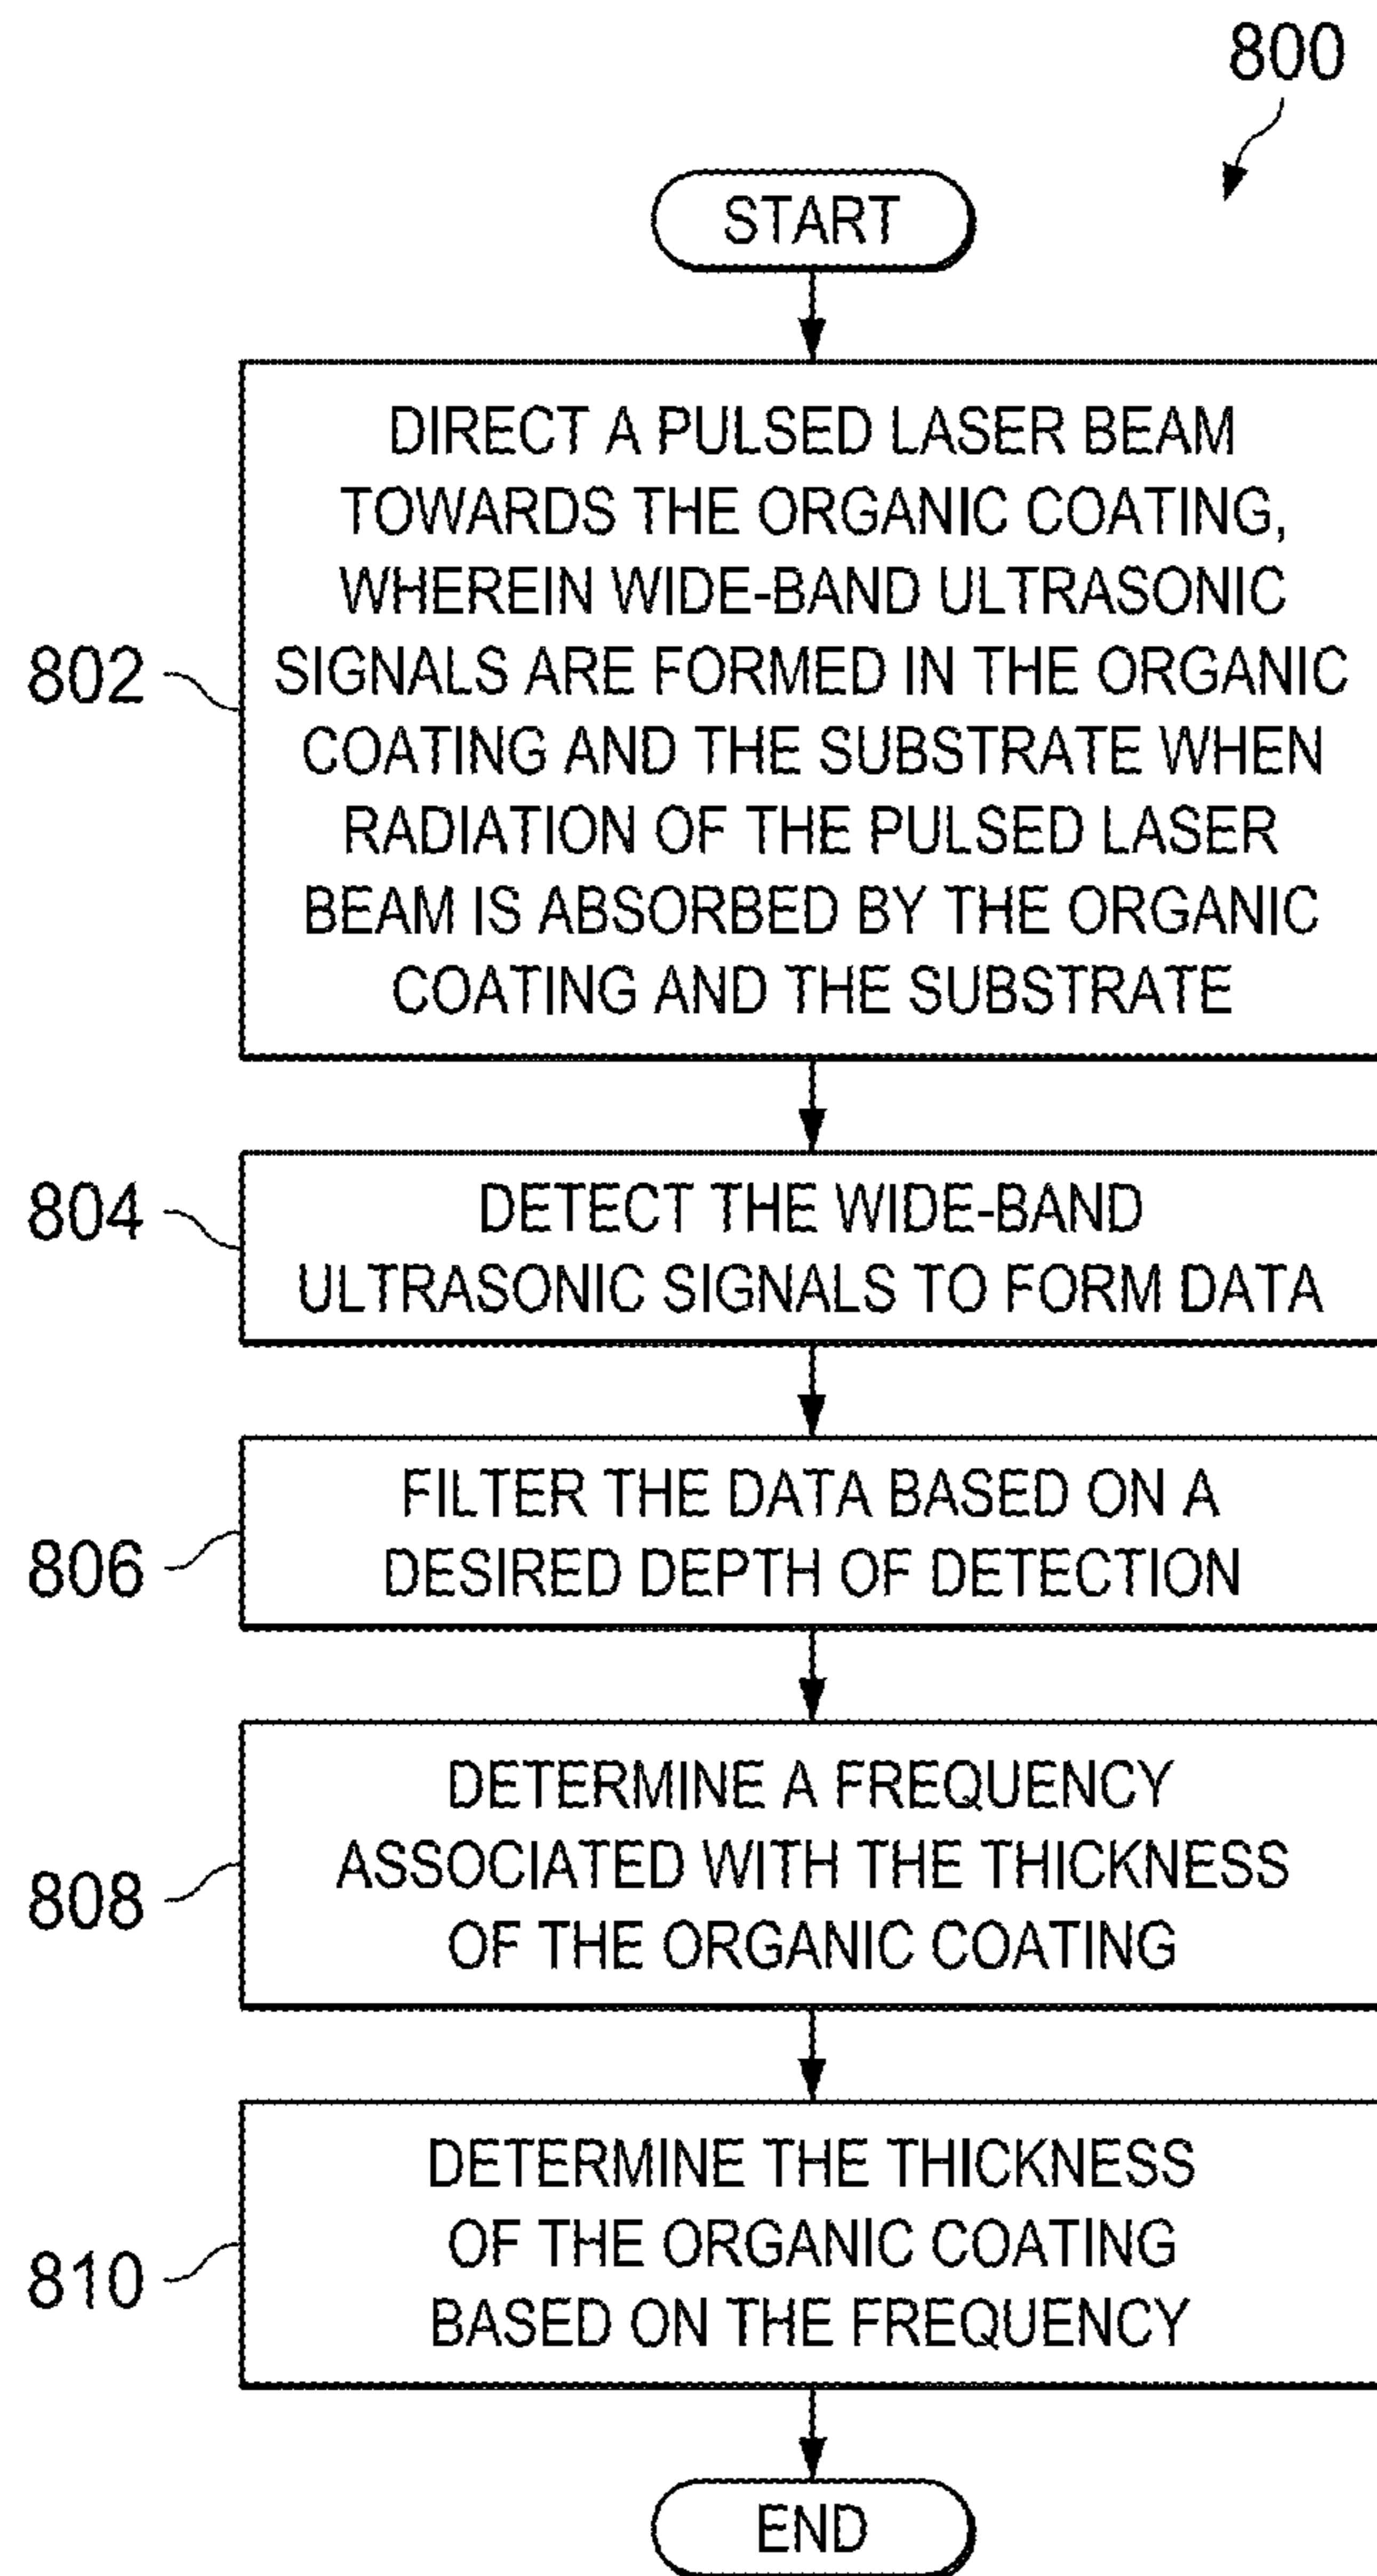 800
START
DIRECT A PULSED LASER BEAM
TOWARDS THE ORGANIC COATING,
WHEREIN WIDE-BAND ULTRASONIC
802
SIGNALS ARE FORMED IN THE ORGANIC
COATING AND THE SUBSTRATE WHEN
RADIATION OF THE PULSED LASER
BEAM IS ABSORBED BY THE ORGANIC
COATING AND THE SUBSTRATE
804
DETECT THE WIDE-BAND
ULTRASONIC SIGNALS TO FORM DATA
806
FILTER THE DATA BASED ON A
DESIRED DEPTH OF DETECTION
808
DETERMINE A FREQUENCY
ASSOCIATED WITH THE THICKNESS
OF THE ORGANIC COATING
810
DETERMINE THE THICKNESS
OF THE ORGANIC COATING
BASED ON THE FREQUENCY
END